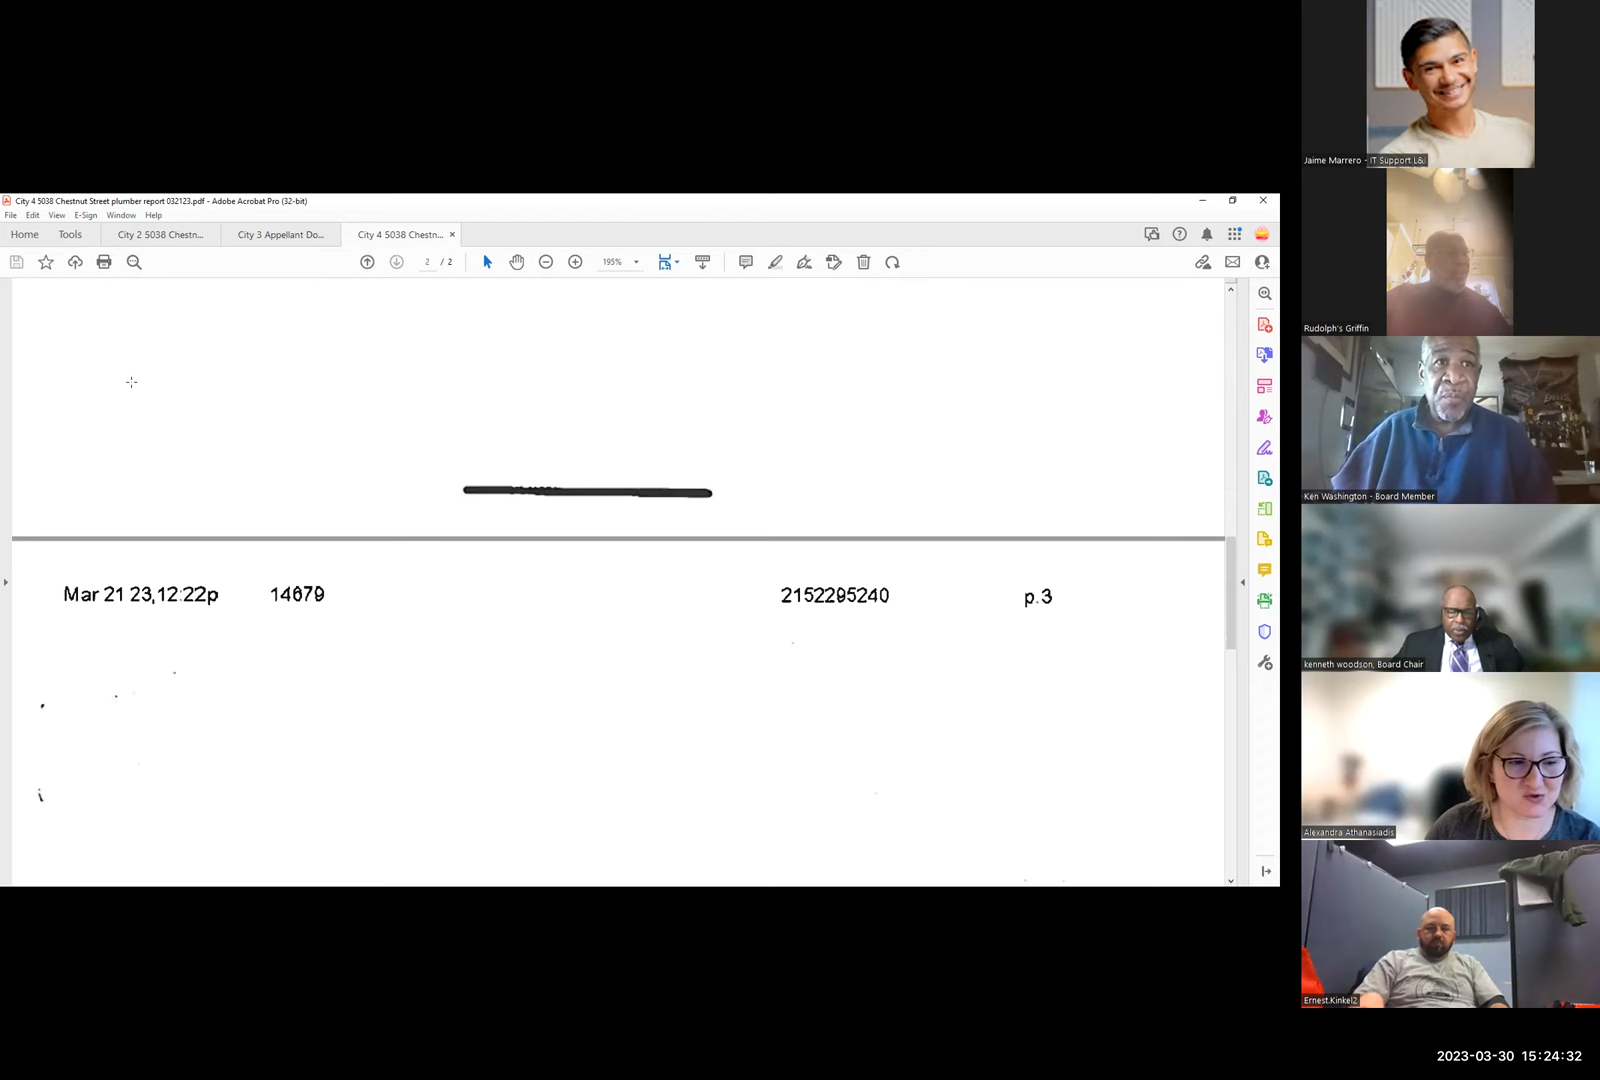 City 4 5038 Chestnut Street plumber report 032123.pdf - Adobe Acrobat Pro (32-bit)
File Edit View E-Sign Window Help
Home Tools City 2 5038 Chestn... City 3 Appellant Do... City 4 5038 Chestn... ×
2 / 2 195%
Mar 21 23,12:22p 14679 2152295240 p.3
Jaime Marrero - IT Support L&I
Rudolph's Griffin
EAGLES
Ken Washington - Board Member
kenneth woodson, Board Chair
Alexandra Athanasiadis
Ernest.Kinkel2
2023-03-30 15:24:32